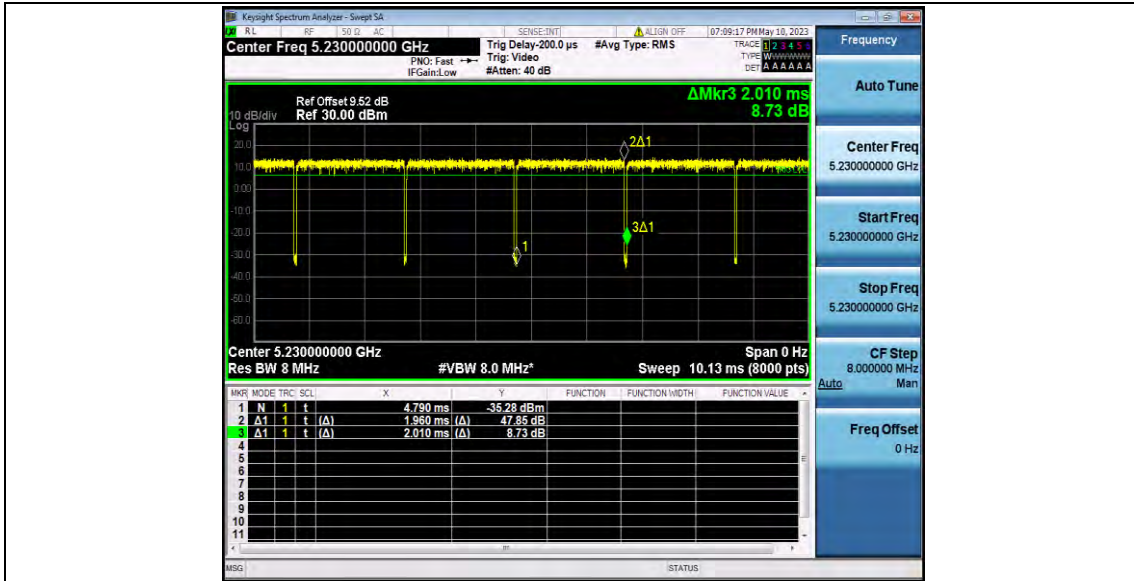 Keysight Spectrum Analyzer - Swept SA
RL RF 50 Ω AC SENSE:INT ALIGN OFF 07:09:17 PM May 10, 2023
Center Freq 5.230000000 GHz
PNO: Fast
IFGain:Low
Trig Delay-200.0 µs
Trig: Video
#Atten: 40 dB
#Avg Type: RMS
TRACE 1 2 3 4 5 6
TYPE W
DET A A A A A A
Ref Offset 9.52 dB
Ref 30.00 dBm
10 dB/div
Log
ΔMkr3 2.010 ms
8.73 dB
20.0
10.0
0.00
-10.0
-20.0
-30.0
-40.0
-50.0
-60.0
2Δ1
3Δ1
1
Center 5.230000000 GHz
Res BW 8 MHz
#VBW 8.0 MHz*
Span 0 Hz
Sweep 10.13 ms (8000 pts)
MKR MODE TRC SCL X Y FUNCTION FUNCTION WIDTH FUNCTION VALUE
1 N 1 t 4.790 ms -35.28 dBm
2 Δ1 1 t (Δ) 1.960 ms (Δ) 47.85 dB
3 Δ1 1 t (Δ) 2.010 ms (Δ) 8.73 dB
4
5
6
7
8
9
10
11
MSG STATUS
Frequency
Auto Tune
Center Freq
5.230000000 GHz
Start Freq
5.230000000 GHz
Stop Freq
5.230000000 GHz
CF Step
8.000000 MHz
Auto Man
Freq Offset
0 Hz